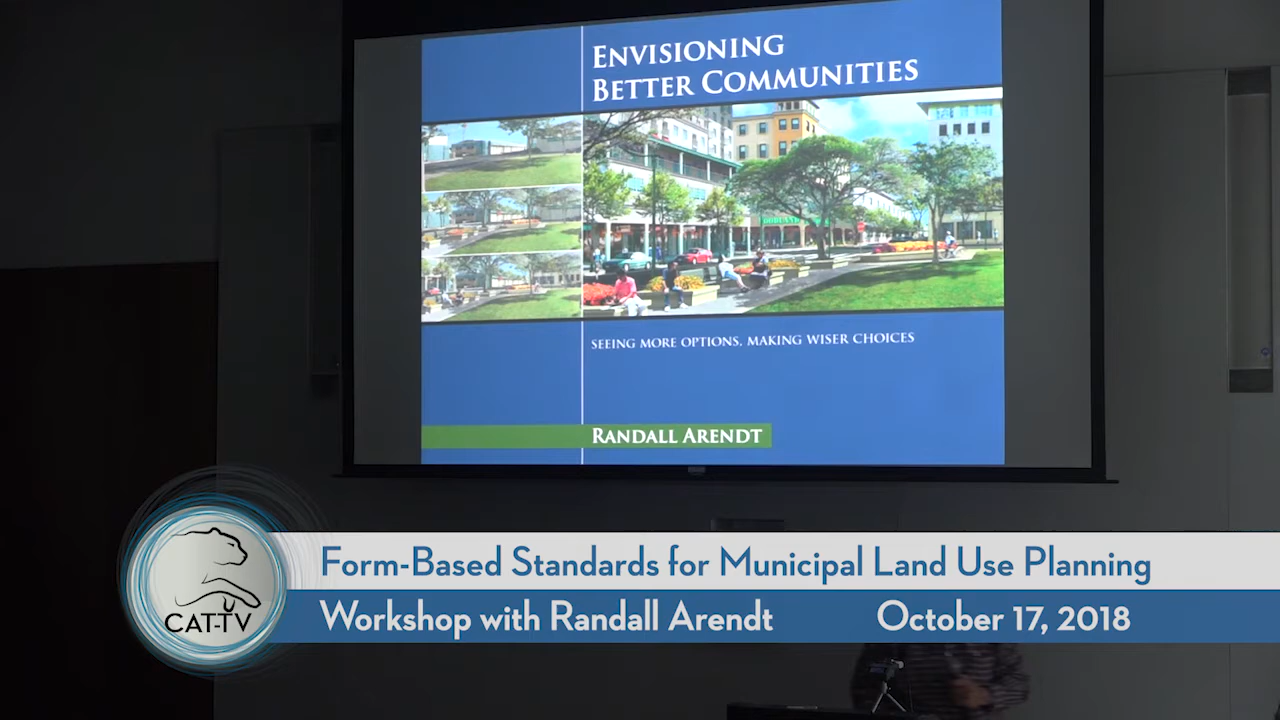 ENVISIONING
BETTER COMMUNITIES
SEEING MORE OPTIONS, MAKING WISER CHOICES
RANDALL ARENDT
Form-Based Standards for Municipal Land Use Planning
Workshop with Randall Arendt October 17, 2018
CAT-TV